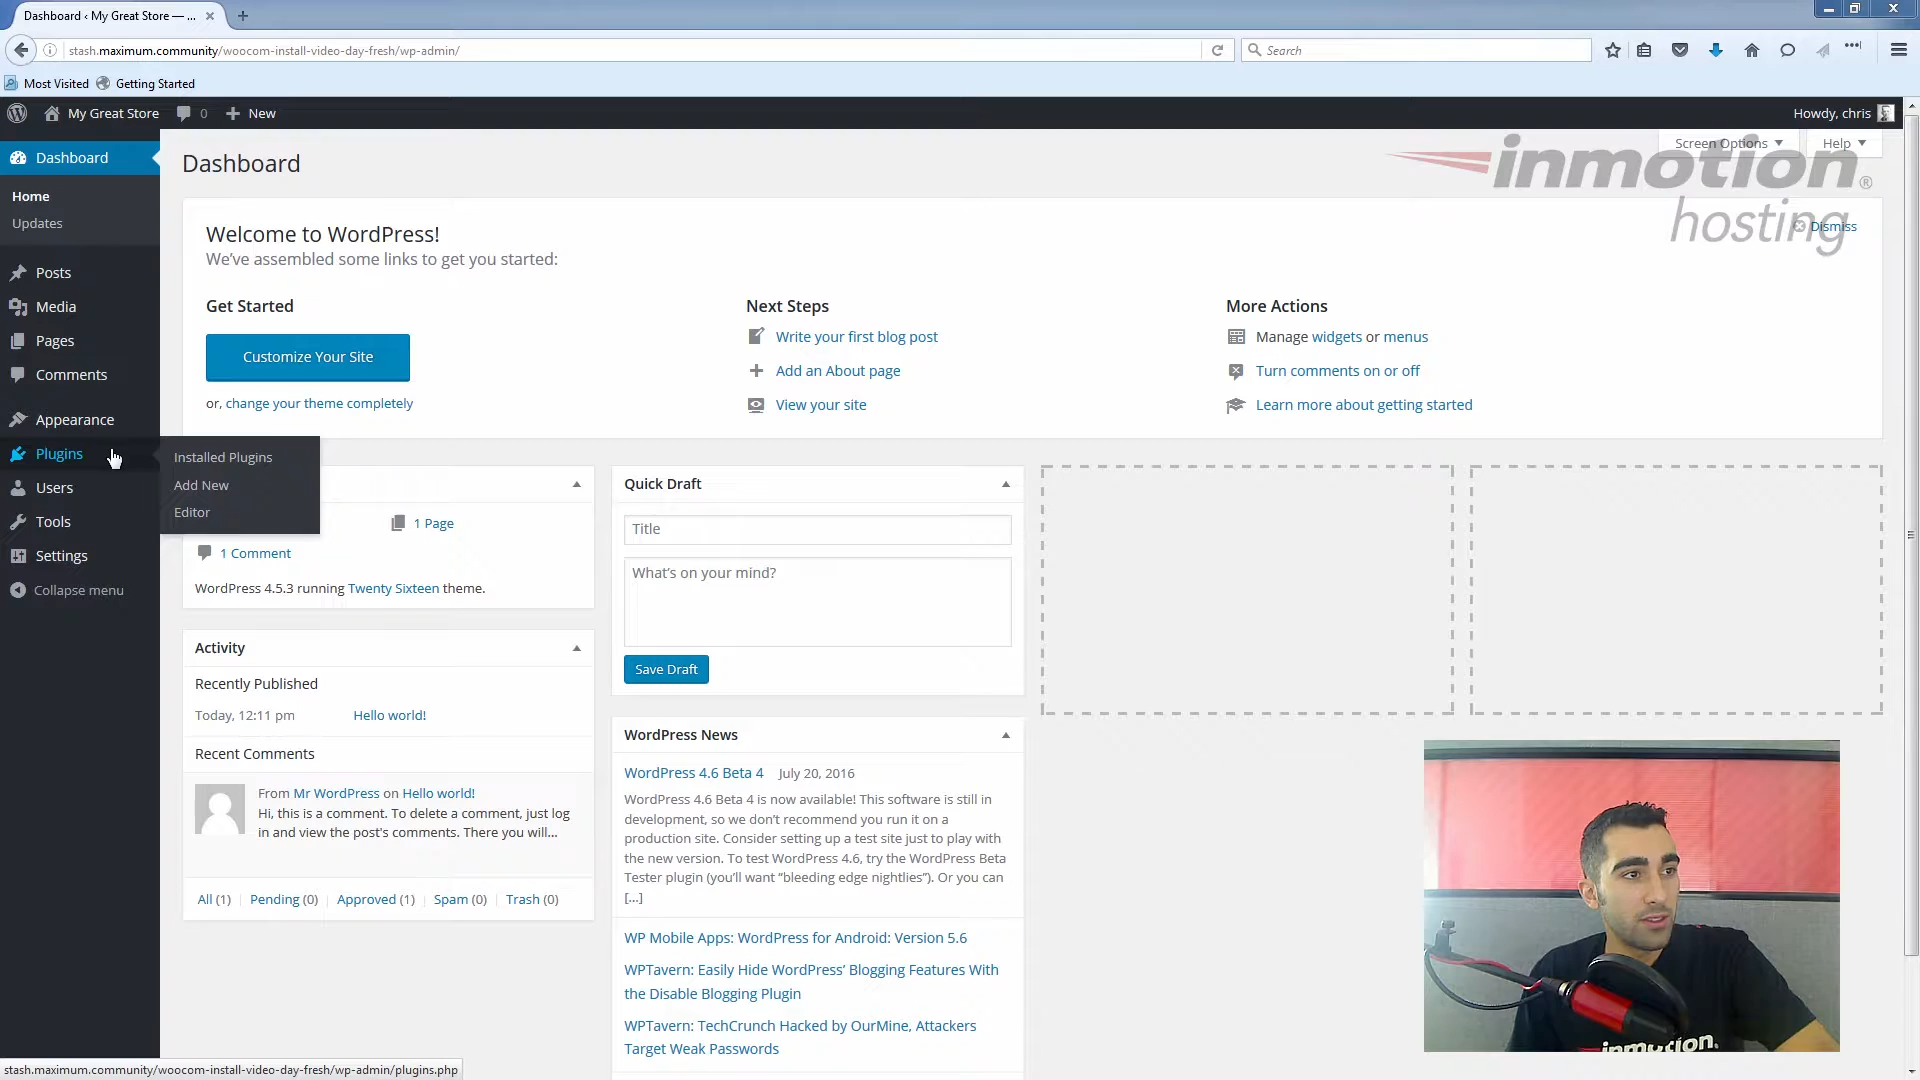 Dashboard ‹ My Great Store — ...
stash.maximum.community/woocom-install-video-day-fresh/wp-admin/
Search
Most Visited
Getting Started
My Great Store
0
New
Howdy, chris
Dashboard
Home
Updates
Posts
Media
Pages
Comments
Appearance
Plugins
Users
Tools
Settings
Collapse menu
Installed Plugins
Add New
Editor
Dashboard
Screen Options
Help
inmotion®
hosting
Welcome to WordPress!
Dismiss
We've assembled some links to get you started:
Get Started
Customize Your Site
or, change your theme completely
Next Steps
Write your first blog post
Add an About page
View your site
More Actions
Manage widgets or menus
Turn comments on or off
Learn more about getting started
1 Page
1 Comment
WordPress 4.5.3 running Twenty Sixteen theme.
Activity
Recently Published
Today, 12:11 pm
Hello world!
Recent Comments
From Mr WordPress on Hello world!
Hi, this is a comment. To delete a comment, just log
in and view the post's comments. There you will...
All (1)
Pending (0)
Approved (1)
Spam (0)
Trash (0)
Quick Draft
Title
What's on your mind?
Save Draft
WordPress News
WordPress 4.6 Beta 4 July 20, 2016
WordPress 4.6 Beta 4 is now available! This software is still in
development, so we don't recommend you run it on a
production site. Consider setting up a test site just to play with
the new version. To test WordPress 4.6, try the WordPress Beta
Tester plugin (you'll want “bleeding edge nightlies”). Or you can
[...]
WP Mobile Apps: WordPress for Android: Version 5.6
WPTavern: Easily Hide WordPress' Blogging Features With
the Disable Blogging Plugin
WPTavern: TechCrunch Hacked by OurMine, Attackers
Target Weak Passwords
inmotion.
stash.maximum.community/woocom-install-video-day-fresh/wp-admin/plugins.php